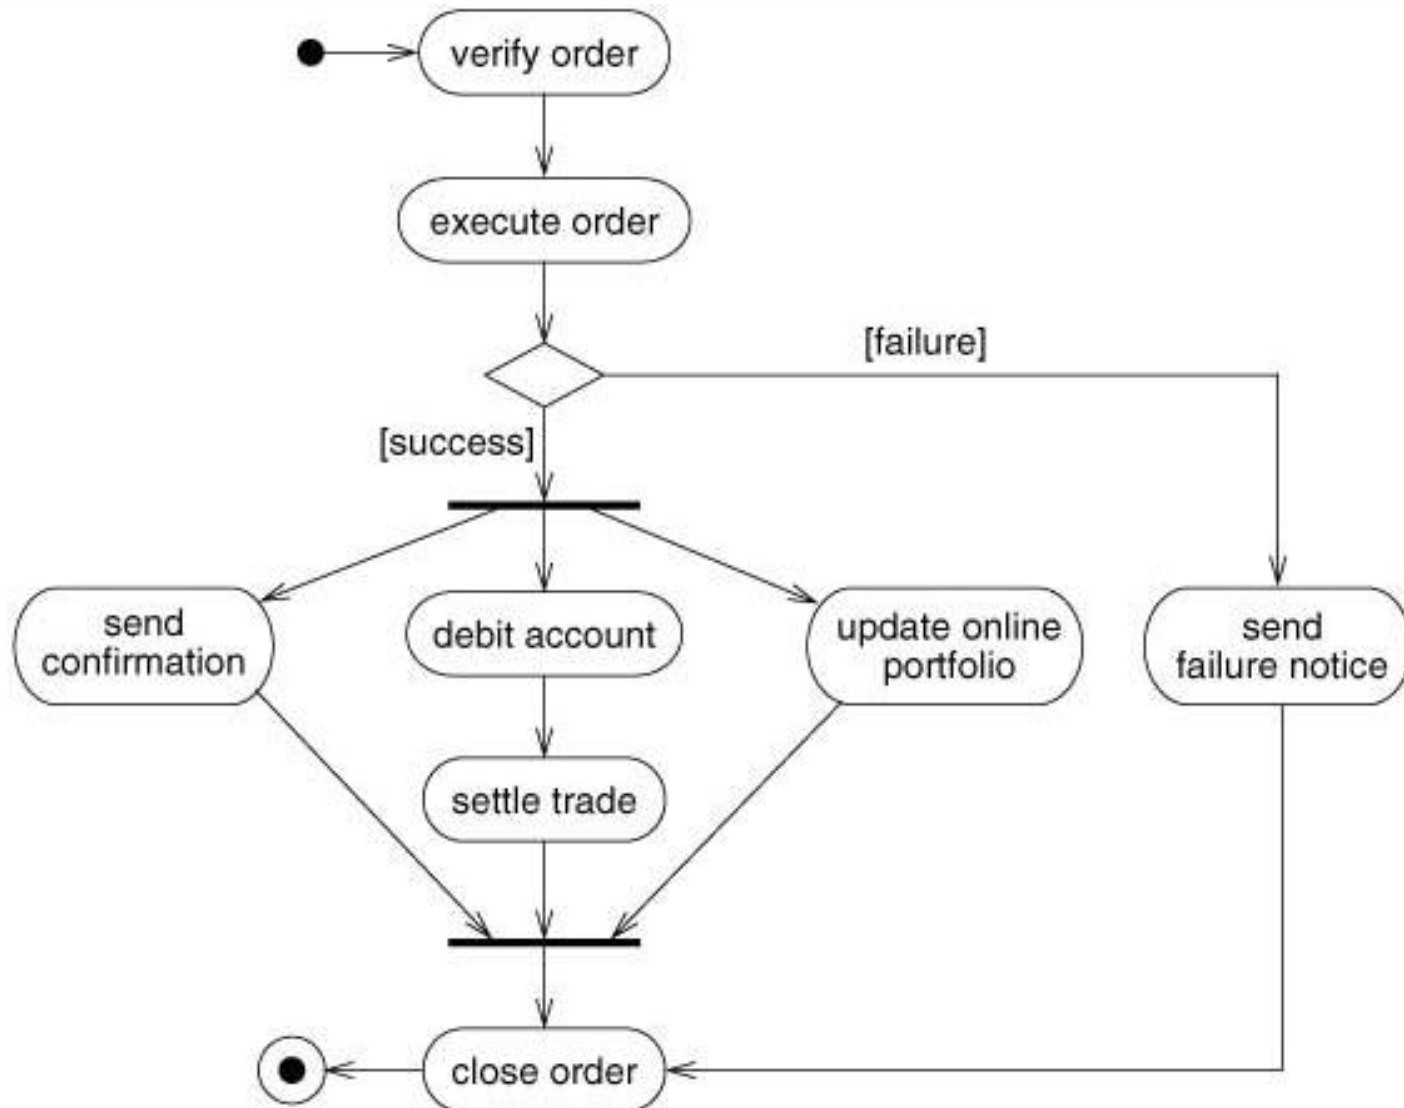 verify order
execute order
[failure]
[success]
send
confirmation
debit account
update online
portfolio
send
failure notice
settle trade
close order